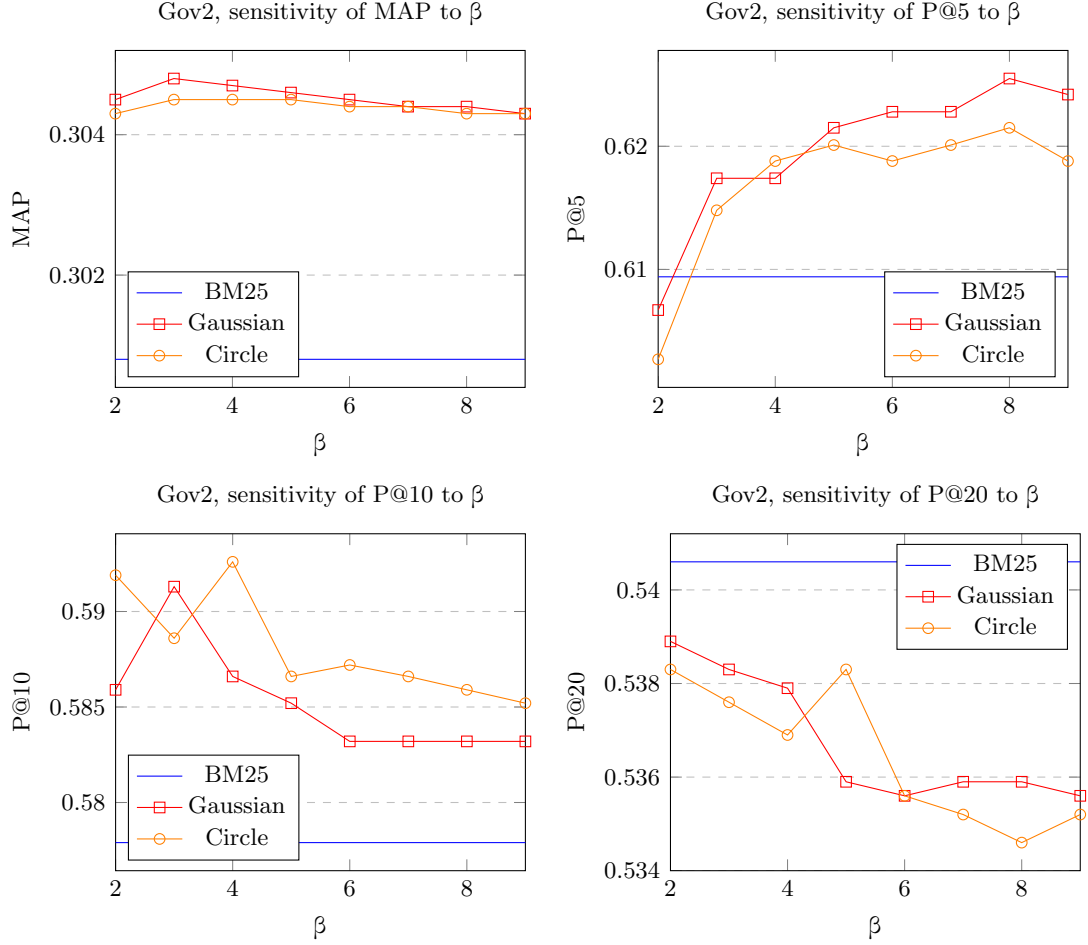 Gov2, sensitivity of MAP to β
0.304
0.302
MAP
BM25
Gaussian
Circle
2 4 6 8
β
Gov2, sensitivity of P@5 to β
0.62
0.61
P@5
BM25
Gaussian
Circle
2 4 6 8
β
Gov2, sensitivity of P@10 to β
0.59
0.585
0.58
P@10
BM25
Gaussian
Circle
2 4 6 8
β
Gov2, sensitivity of P@20 to β
0.54
0.538
0.536
0.534
P@20
BM25
Gaussian
Circle
2 4 6 8
β